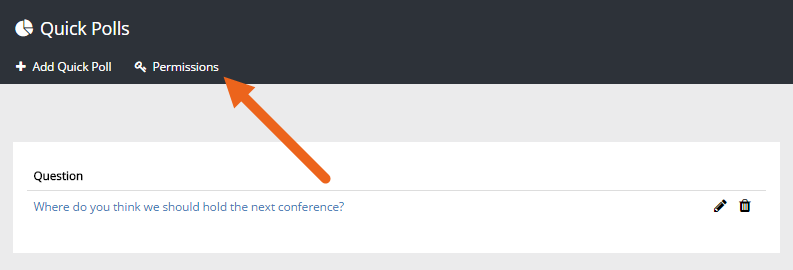 Quick Polls
Add Quick Poll Permissions
Question
Where do you think we should hold the next conference?